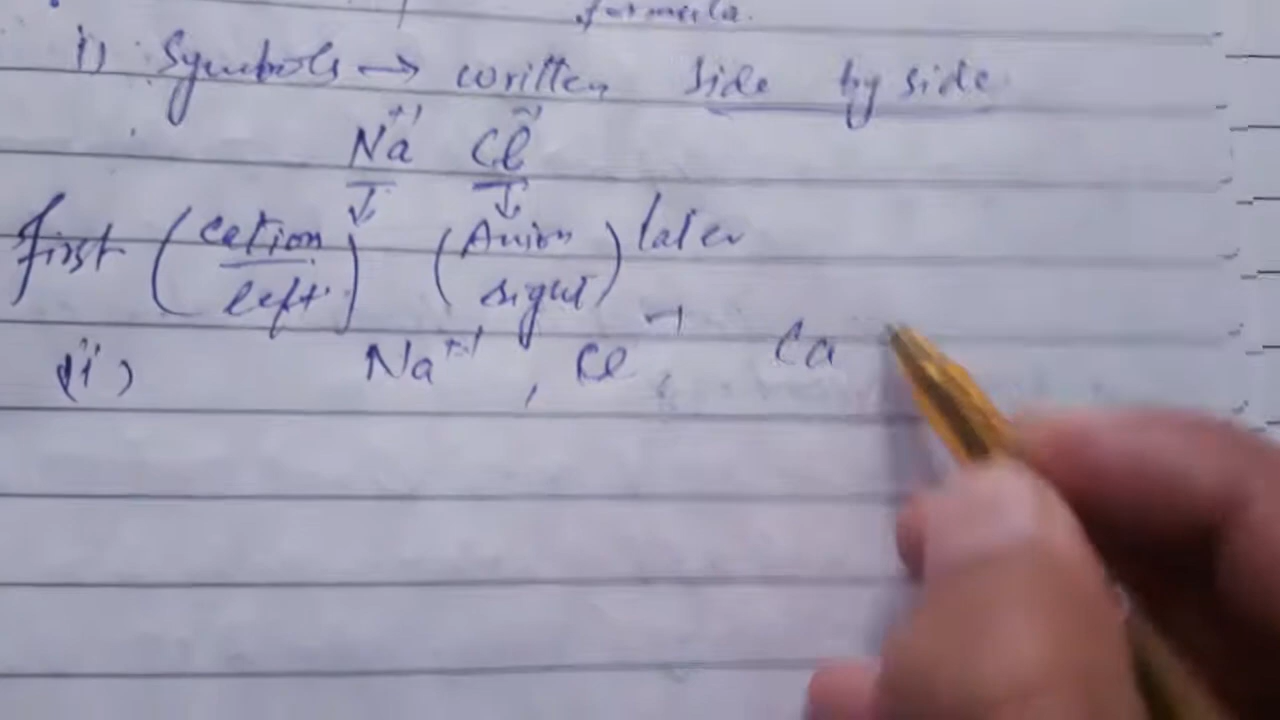 formula.
i) Symbols → written side by side
Na+1 Cl-1
first (Cation left) (Anion right) later
(ii) Na+1, Cl-1, Ca